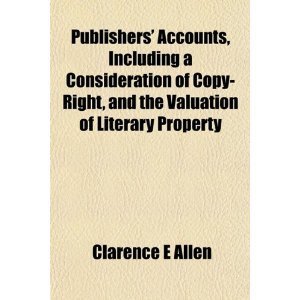 Publishers' Accounts,
Including a
Consideration of Copy-
Right, and the Valuation
of Literary Property
Clarence E Allen